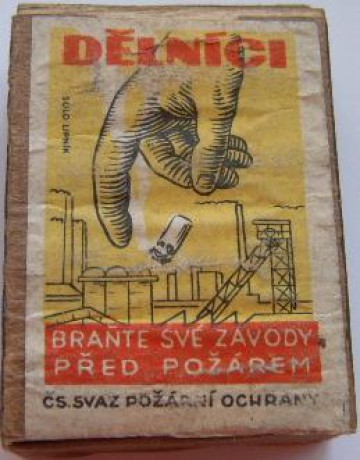 DĚLNÍCI
SOLO LIPNÍK
BRAŇTE SVÉ ZÁVODY
PŘED POŽÁREM
ČS. SVAZ POŽÁRNÍ OCHRANY